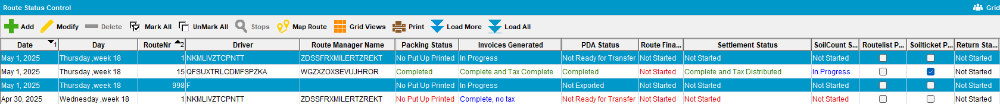 Route Status Control Grid
Add Modify Delete Mark All UnMark All Stops Map Route Grid Views Print Load More Load All
Date 1 Day RouteNr 2 Driver Route Manager Name Packing Status Invoices Generated PDA Status Route Fina... Settlement Status SoilCount S... Routelist P... Soilticket P... Return Sta...
May 1, 2025 Thursday ,week 18 1 NKMLIVZTCPNTT ZDSSFRXMILERTZREKT No Put Up Printed In Progress Not Ready for Transfer Not Started Not Started Not Started Not Started
May 1, 2025 Thursday ,week 18 15 QFSUXTRLCDMFSPZKA WGZXZOXSEVUJHROR Completed Complete and Tax Complete Completed Not Started Complete and Tax Distributed In Progress Not Started
May 1, 2025 Thursday ,week 18 998 F No Put Up Printed In Progress Not Exported Not Started Not Started Not Started Not Started
Apr 30, 2025 Wednesday ,week 18 1 NKMLIVZTCPNTT ZDSSFRXMILERTZREKT No Put Up Printed Complete, no tax Not Ready for Transfer Not Started Not Started Not Started Not Started